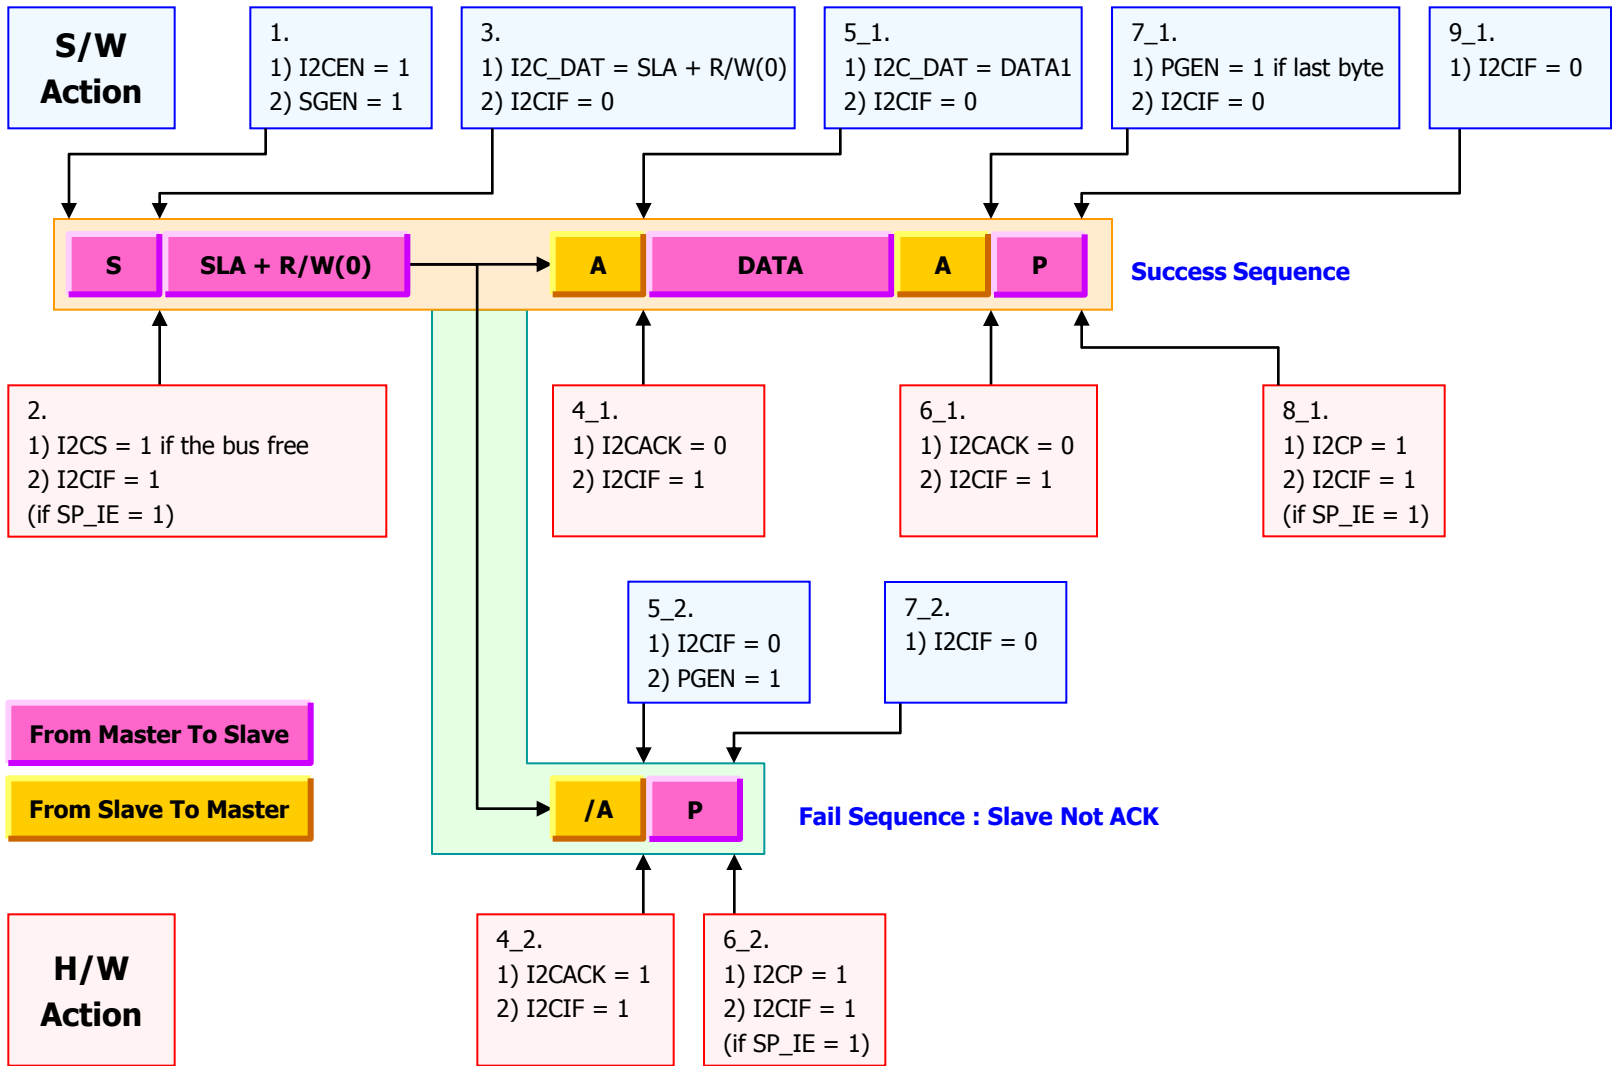 S/W
Action
1.
1) I2CEN = 1
2) SGEN = 1
3.
1) I2C_DAT = SLA + R/W(0)
2) I2CIF = 0
5_1.
1) I2C_DAT = DATA1
2) I2CIF = 0
7_1.
1) PGEN = 1 if last byte
2) I2CIF = 0
9_1.
1) I2CIF = 0
S
SLA + R/W(0)
A
DATA
A
P
Success Sequence
2.
1) I2CS = 1 if the bus free
2) I2CIF = 1
(if SP_IE = 1)
4_1.
1) I2CACK = 0
2) I2CIF = 1
6_1.
1) I2CACK = 0
2) I2CIF = 1
8_1.
1) I2CP = 1
2) I2CIF = 1
(if SP_IE = 1)
5_2.
1) I2CIF = 0
2) PGEN = 1
7_2.
1) I2CIF = 0
From Master To Slave
From Slave To Master
/A
P
Fail Sequence : Slave Not ACK
H/W
Action
4_2.
1) I2CACK = 1
2) I2CIF = 1
6_2.
1) I2CP = 1
2) I2CIF = 1
(if SP_IE = 1)